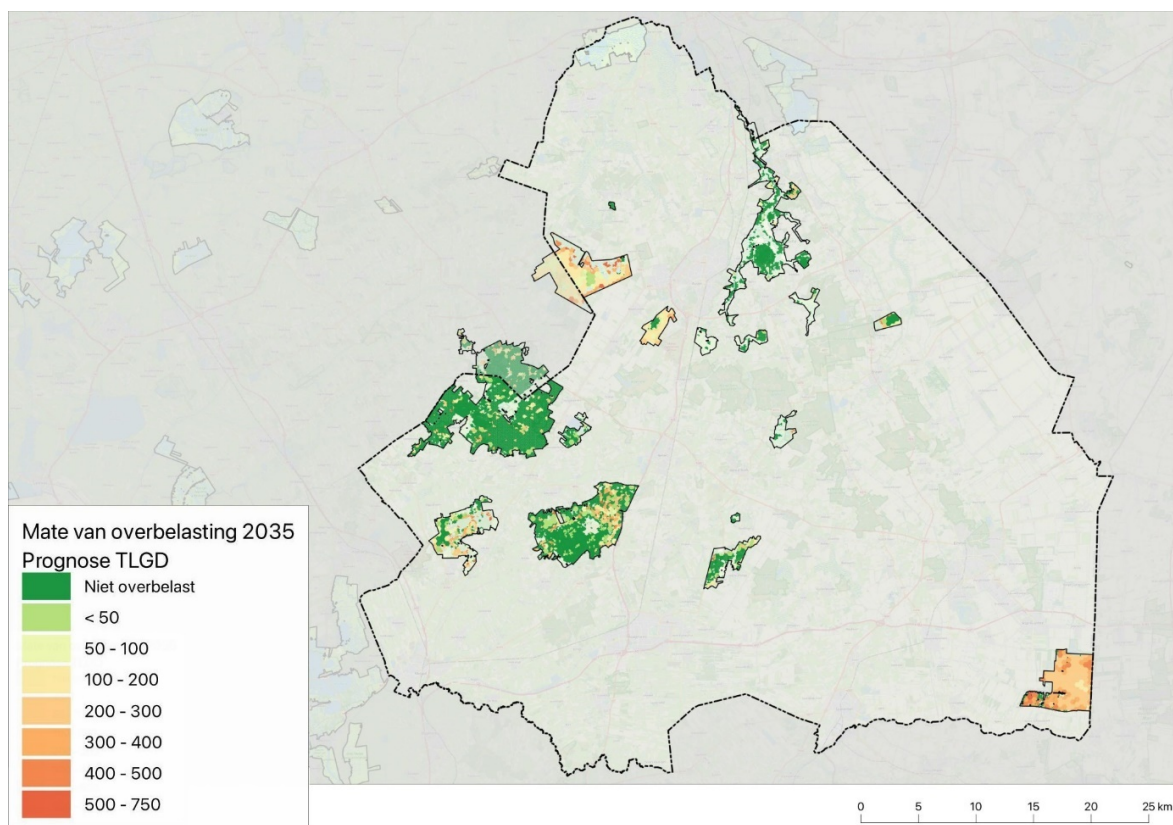 Mate van overbelasting 2035
Prognose TLGD
Niet overbelast
< 50
50 - 100
100 - 200
200 - 300
300 - 400
400 - 500
500 - 750
0 5 10 15 20 25 km